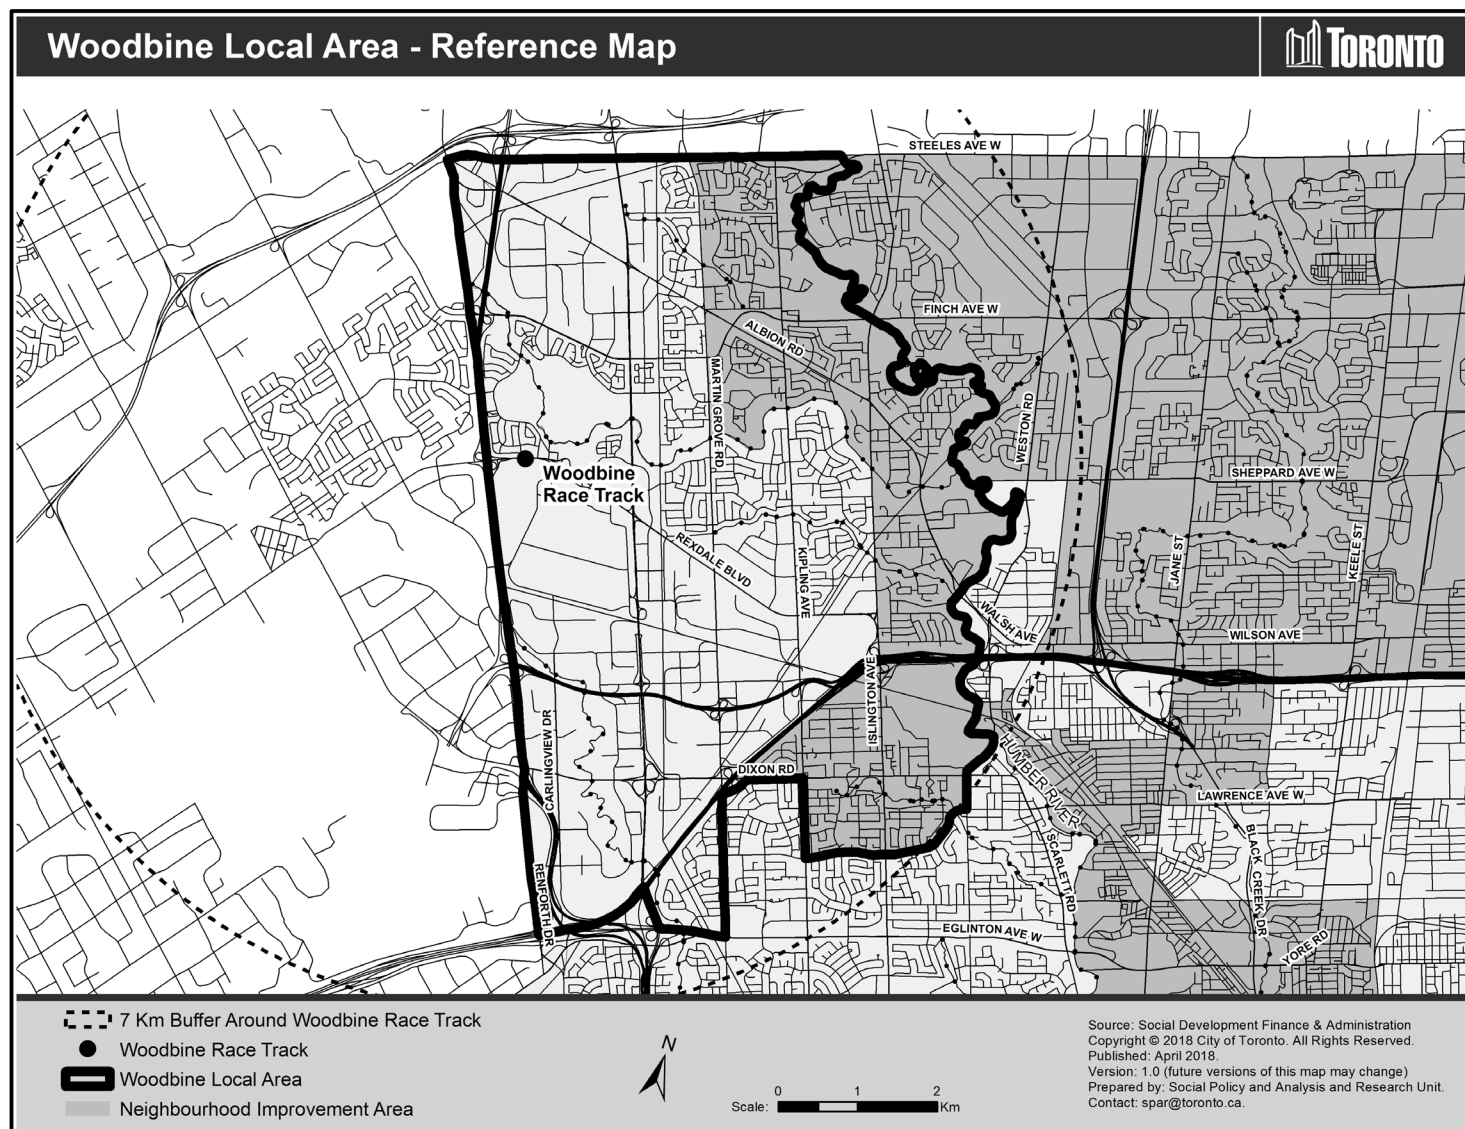 Woodbine Local Area - Reference Map
TORONTO
STEELES AVE W
FINCH AVE W
ALBION RD
MARTIN GROVE RD
WESTON RD
Woodbine
Race Track
SHEPPARD AVE W
REXDALE BLVD
KIPLING AVE
JANE ST
KEELE ST
WALSH AVE
WILSON AVE
ISLINGTON AVE
CARLINGVIEW DR
DIXON RD
HUMBER RIVER
LAWRENCE AVE W
SCARLETT RD
BLACK CREEK DR
RENFORTH DR
EGLINTON AVE W
YORE RD
7 Km Buffer Around Woodbine Race Track
Woodbine Race Track
Woodbine Local Area
Neighbourhood Improvement Area
N
0 1 2
Scale: Km
Source: Social Development Finance & Administration
Copyright © 2018 City of Toronto. All Rights Reserved.
Published: April 2018.
Version: 1.0 (future versions of this map may change)
Prepared by: Social Policy and Analysis and Research Unit.
Contact: spar@toronto.ca.